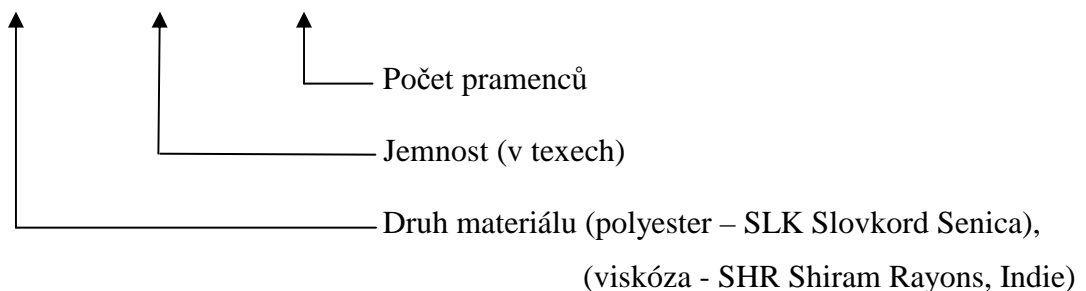 Počet pramenců
Jemnost (v texech)
Druh materiálu (polyester – SLK Slovkord Senica),
(viskóza - SHR Shiram Rayons, Indie)